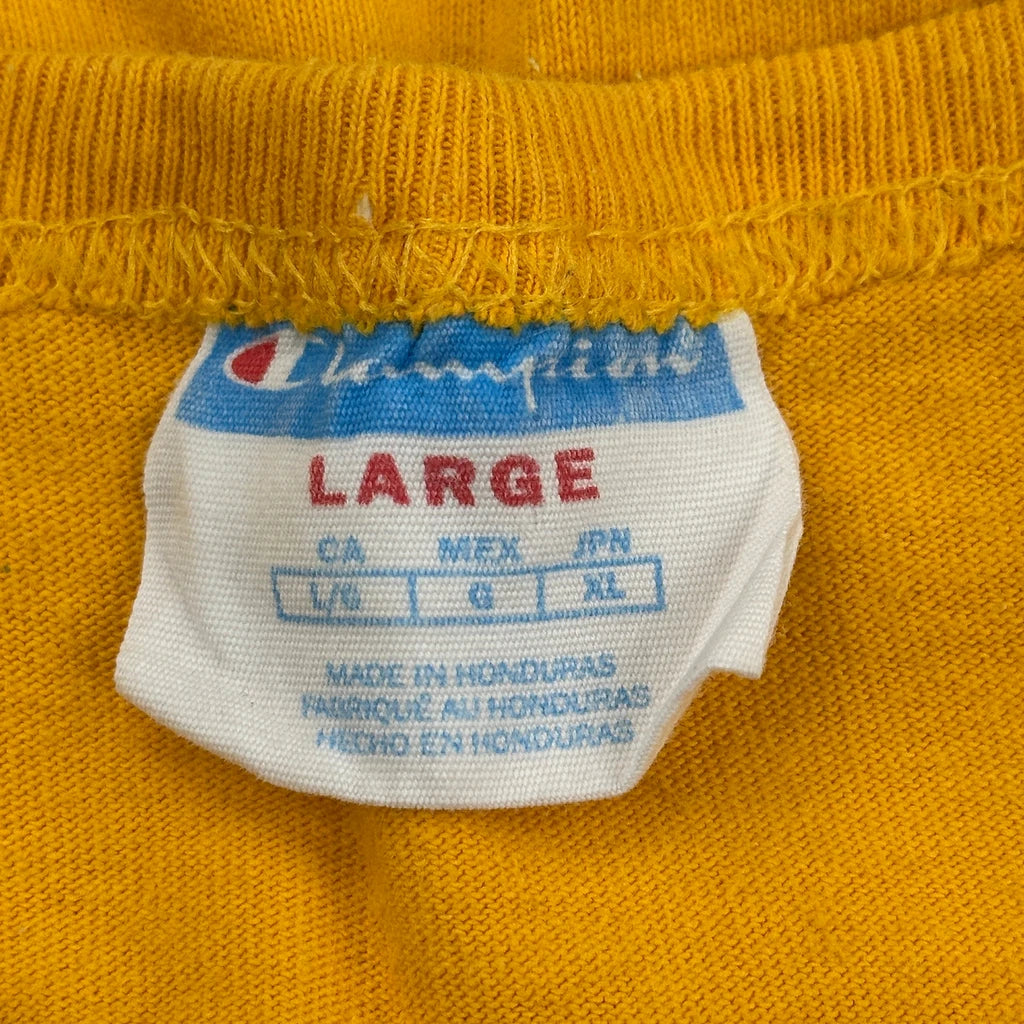 Champion
LARGE
CA MEX JPN
L/G G XL
MADE IN HONDURAS
FABRIQUÉ AU HONDURAS
HECHO EN HONDURAS